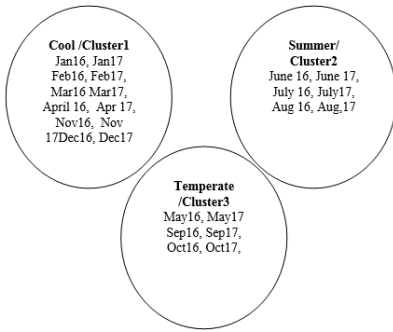 Cool /Cluster1
Jan16, Jan17
Feb16, Feb17,
Mar16 Mar17,
April 16, Apr 17,
Nov16, Nov
17Dec16, Dec17
Summer/
Cluster2
June 16, June 17,
July 16, July17,
Aug 16, Aug,17
Temperate
/Cluster3
May16, May17
Sep16, Sep17,
Oct16, Oct17,